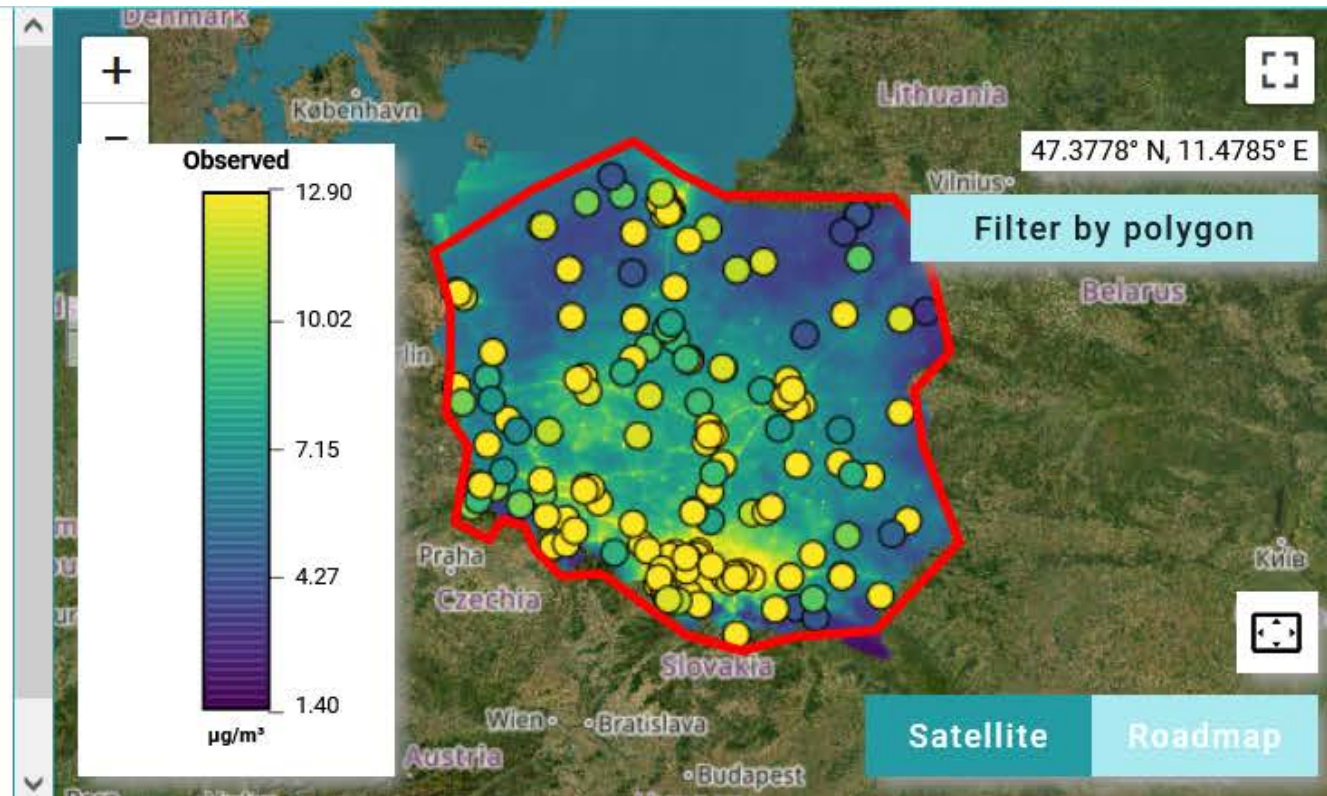 Denmark
+
København
Lithuania
−
Observed
47.3778° N, 11.4785° E
12.90
Vilnius
Filter by polygon
Belarus
10.02
lin
7.15
Praha
Київ
4.27
Czechia
Slovakia
1.40
Wien
Bratislava
µg/m³
Satellite
Roadmap
Austria
Budapest